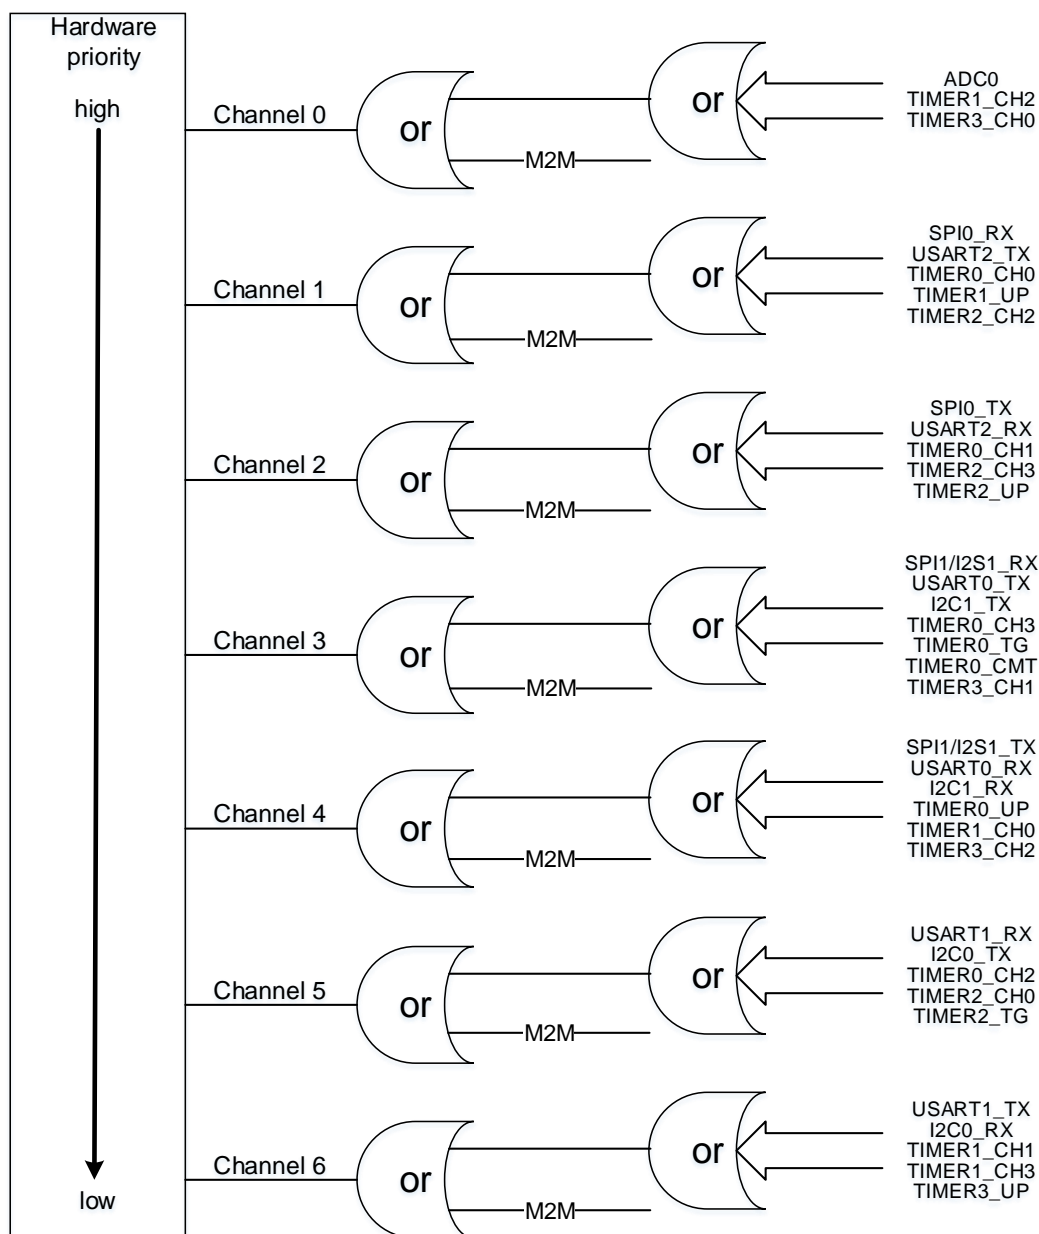 Hardware
priority
high
low
Channel 0
or
M2M
or
ADC0
TIMER1_CH2
TIMER3_CH0
Channel 1
or
M2M
or
SPI0_RX
USART2_TX
TIMER0_CH0
TIMER1_UP
TIMER2_CH2
Channel 2
or
M2M
or
SPI0_TX
USART2_RX
TIMER0_CH1
TIMER2_CH3
TIMER2_UP
Channel 3
or
M2M
or
SPI1/I2S1_RX
USART0_TX
I2C1_TX
TIMER0_CH3
TIMER0_TG
TIMER0_CMT
TIMER3_CH1
Channel 4
or
M2M
or
SPI1/I2S1_TX
USART0_RX
I2C1_RX
TIMER0_UP
TIMER1_CH0
TIMER3_CH2
Channel 5
or
M2M
or
USART1_RX
I2C0_TX
TIMER0_CH2
TIMER2_CH0
TIMER2_TG
Channel 6
or
M2M
or
USART1_TX
I2C0_RX
TIMER1_CH1
TIMER1_CH3
TIMER3_UP